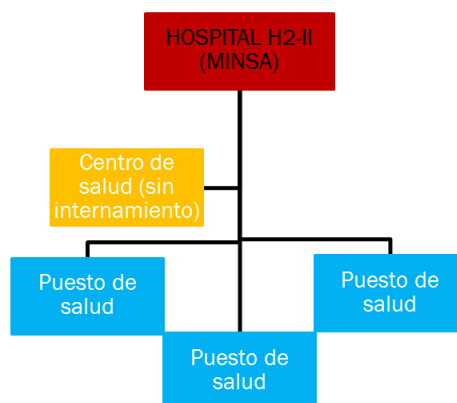 HOSPITAL H2-II
(MINSA)
Centro de
salud (sin
internamiento)
Puesto de
salud
Puesto de
salud
Puesto de
salud